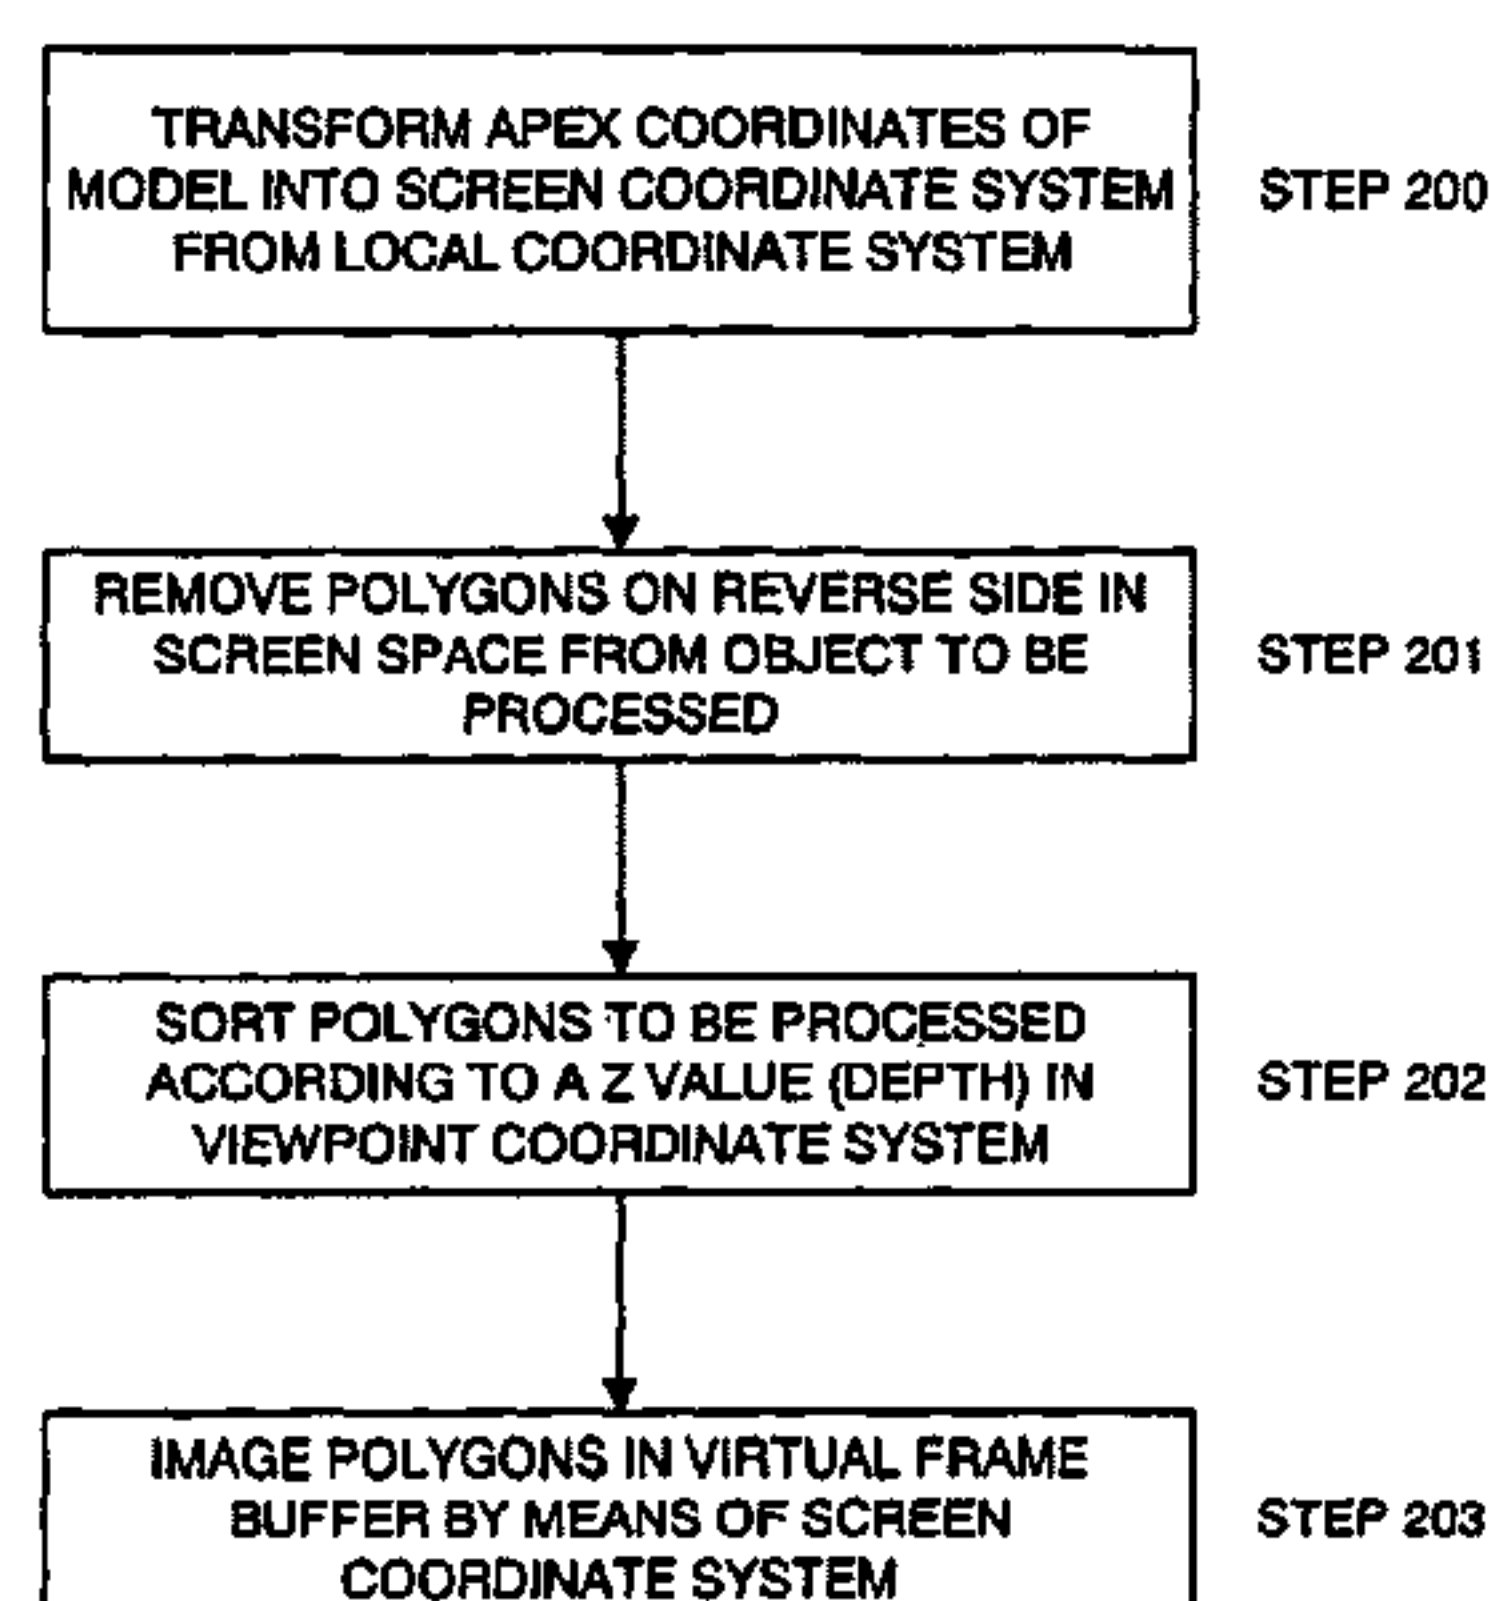 TRANSFORM APEX COORDINATES OF
MODEL INTO SCREEN COORDINATE SYSTEM
FROM LOCAL COORDINATE SYSTEM
STEP 200
REMOVE POLYGONS ON REVERSE SIDE IN
SCREEN SPACE FROM OBJECT TO BE
PROCESSED
STEP 201
SORT POLYGONS TO BE PROCESSED
ACCORDING TO A Z VALUE (DEPTH) IN
VIEWPOINT COORDINATE SYSTEM
STEP 202
IMAGE POLYGONS IN VIRTUAL FRAME
BUFFER BY MEANS OF SCREEN
COORDINATE SYSTEM
STEP 203